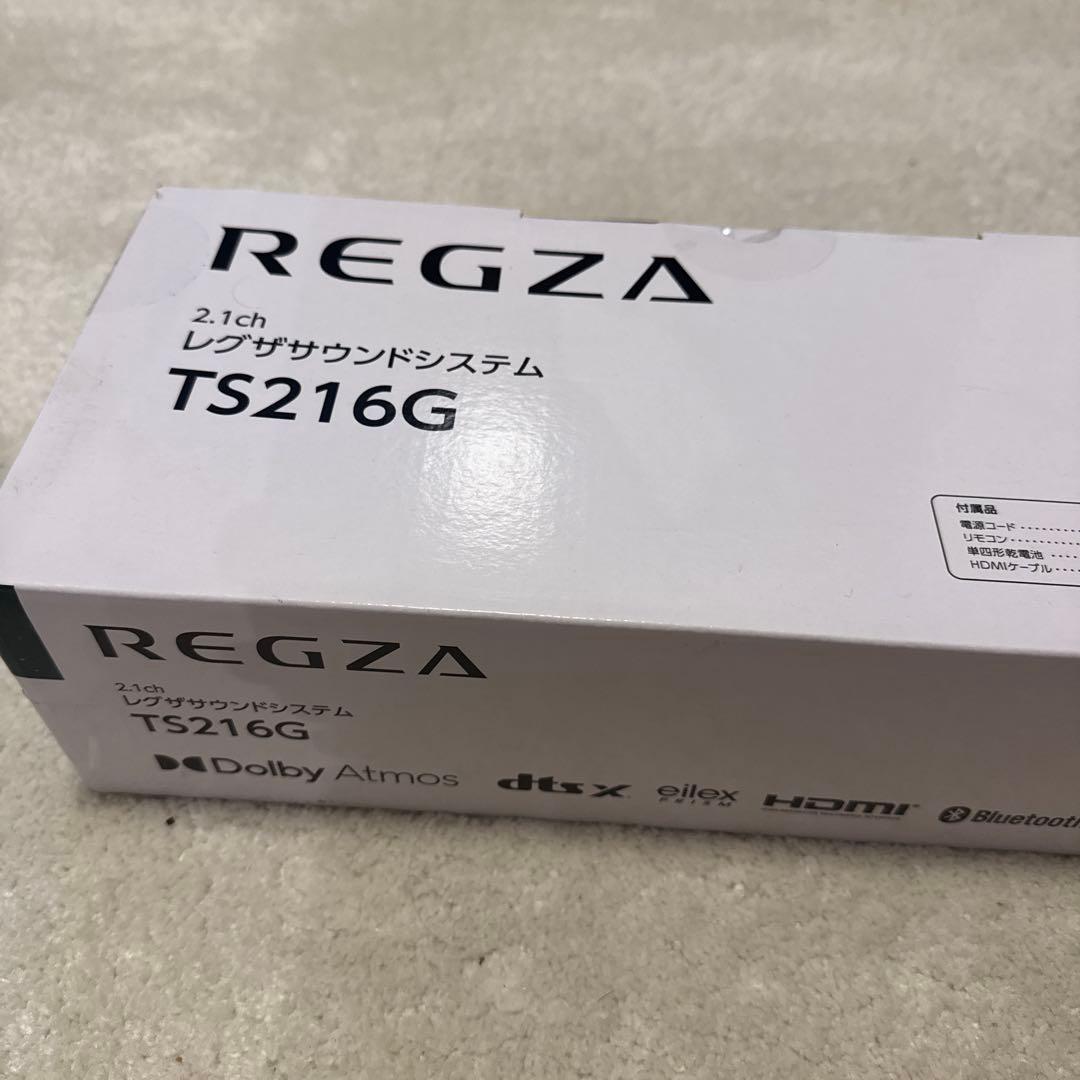 REGZA
2.1ch
レグザサウンドシステム
TS216G
付属品
電源コード・・・・・・・・
リモコン・・・・・・・・・
単四形乾電池 ・・・・
HDMIケーブル・・・・
REGZA
2.1ch
レグザサウンドシステム
TS216G
Dolby Atmos
dts X
eilex
PRISM
HDMI
Bluetooth